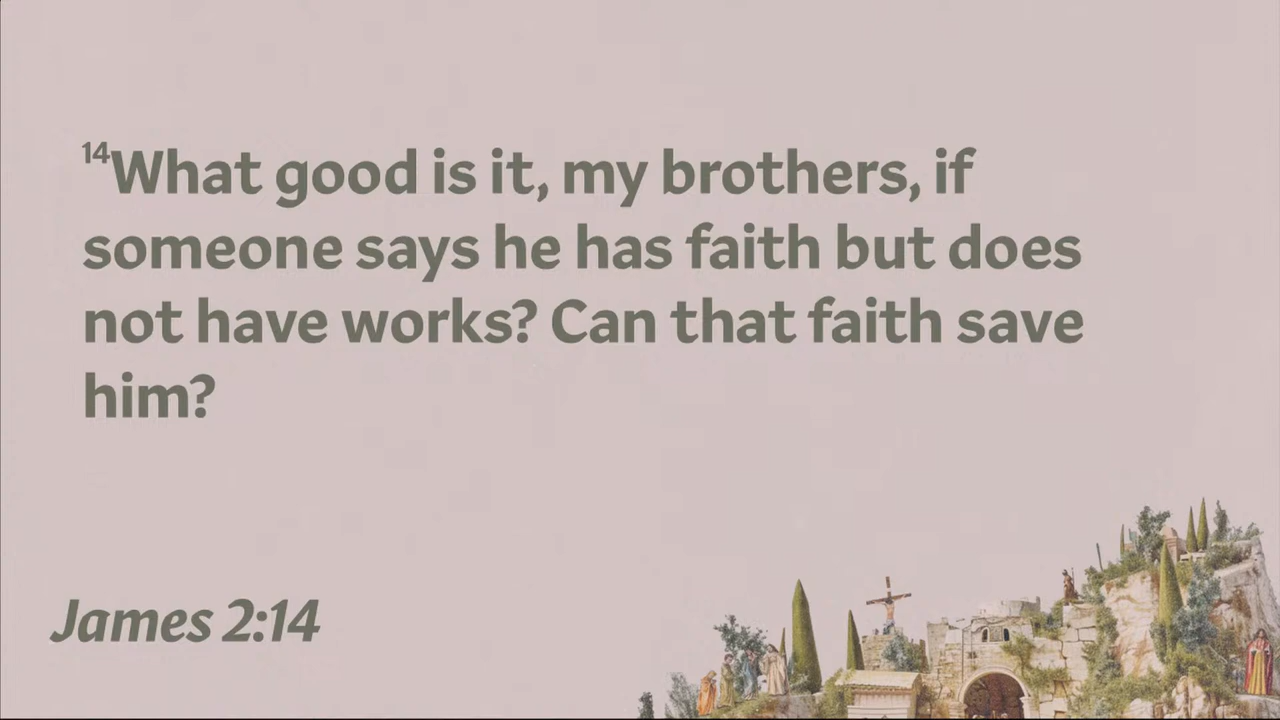 14What good is it, my brothers, if
someone says he has faith but does
not have works? Can that faith save
him?
James 2:14